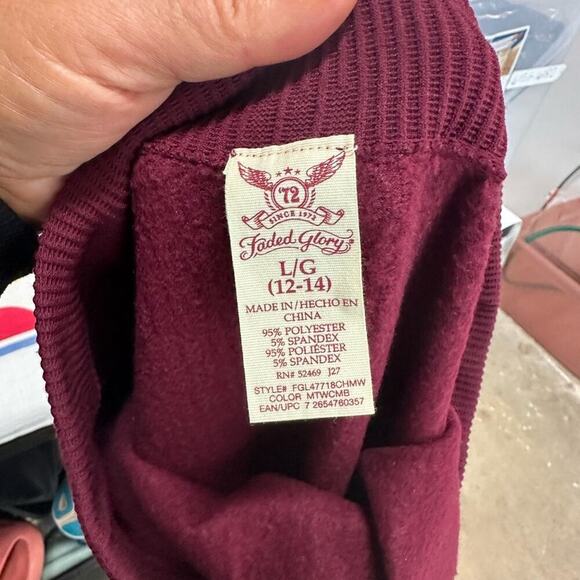 '72
SINCE 1972
Faded Glory
L/G
(12-14)
MADE IN/HECHO EN
CHINA
95% POLYESTER
5% SPANDEX
95% POLIÉSTER
5% SPANDEX
RN# 52469 J27
STYLE# FGL47718CHMW
COLOR MTWCMB
EAN/UPC 7 2654760357